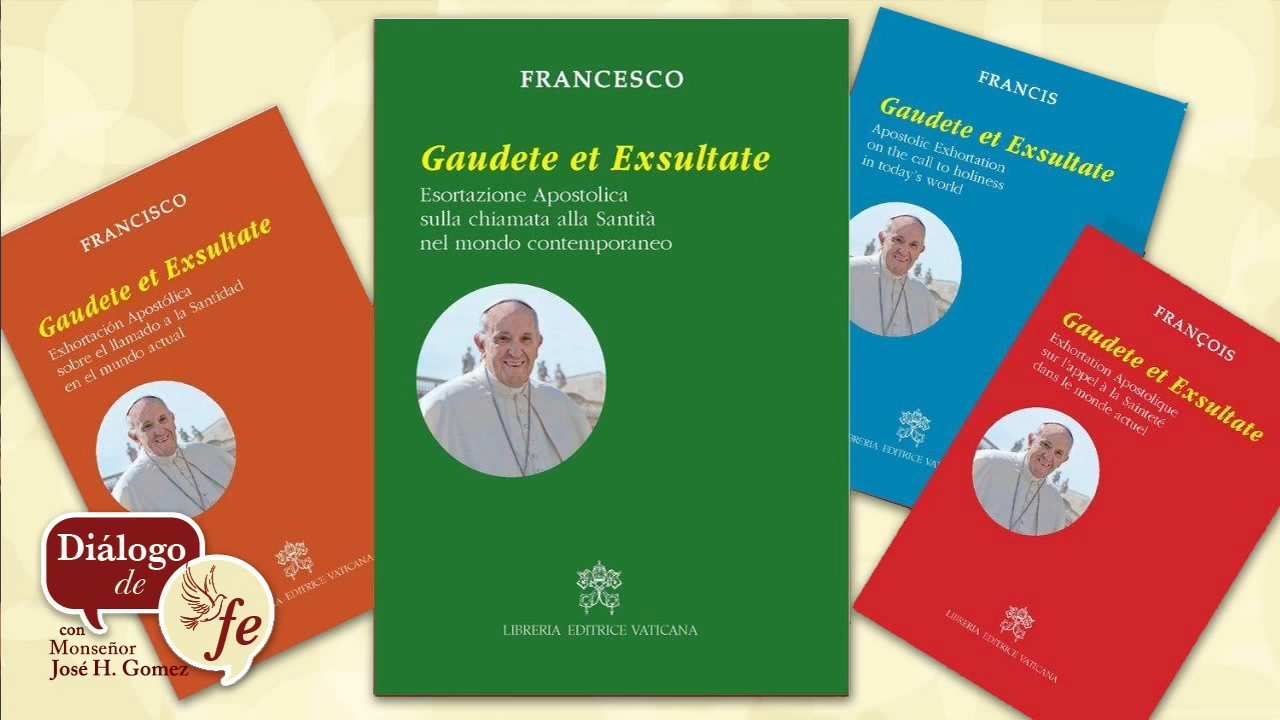 FRANCISCO
Gaudete et Exsultate
Exhortación Apostólica
sobre el llamado a la Santidad
en el mundo actual
EDITRICE VATICANA
FRANCESCO
Gaudete et Exsultate
Esortazione Apostolica
sulla chiamata alla Santità
nel mondo contemporaneo
LIBRERIA EDITRICE VATICANA
FRANCIS
Gaudete et Exsultate
Apostolic Exhortation
on the call to holiness
in today's world
EDITRICE
FRANÇOIS
Gaudete et Exsultate
Exhortation Apostolique
sur l'appel à la Sainteté
dans le monde actuel
LIBRERIA EDITRICE VATICANA
Diálogo
de
fe
con
Monseñor
José H. Gomez